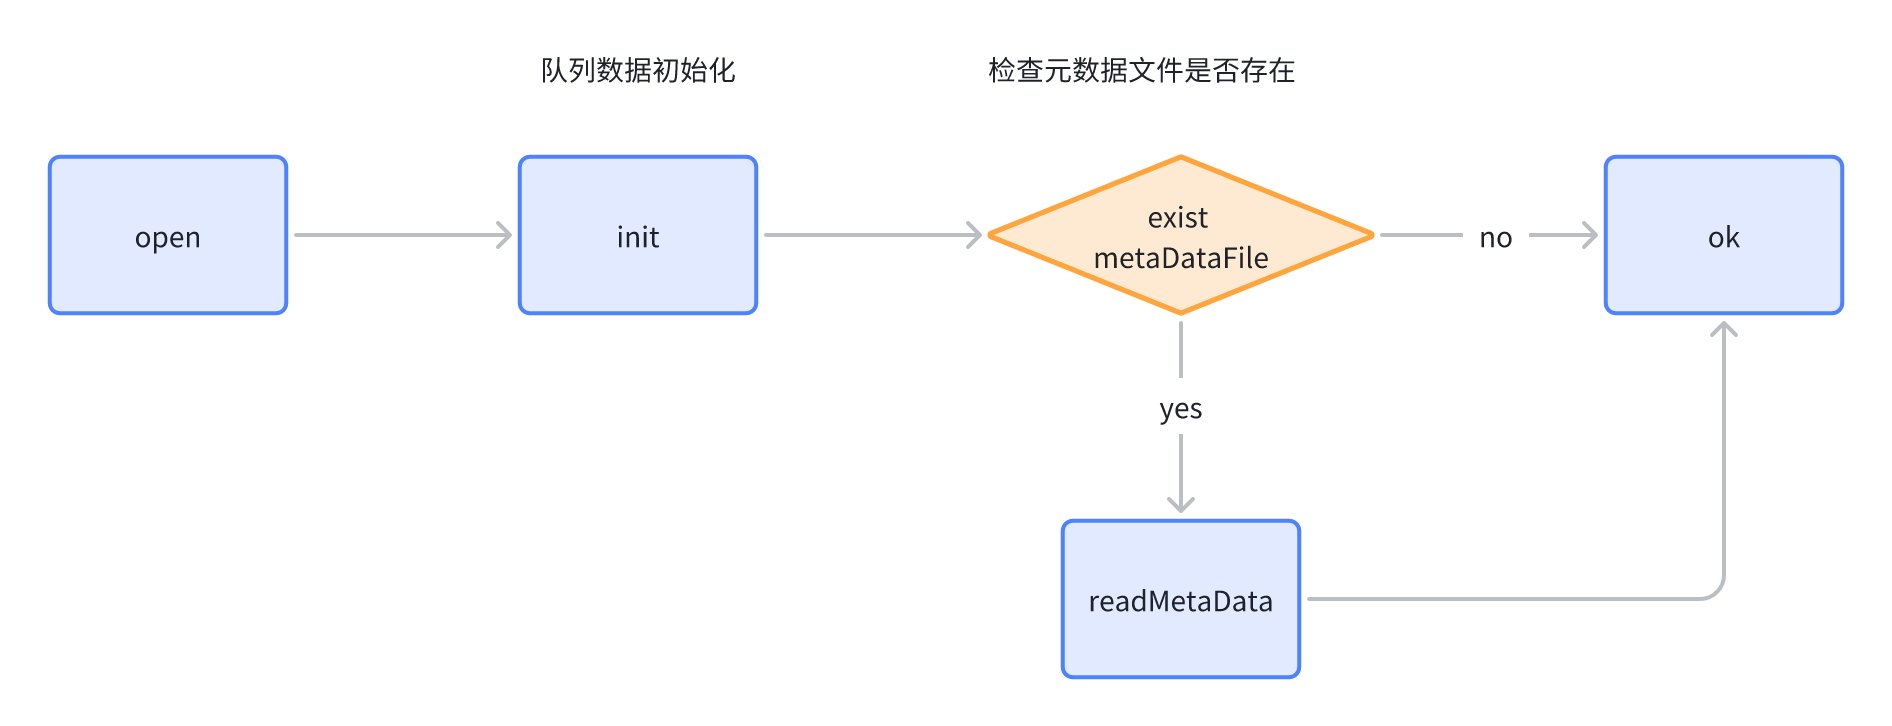 队列数据初始化
检查元数据文件是否存在
open
init
exist
metaDataFile
no
ok
yes
readMetaData